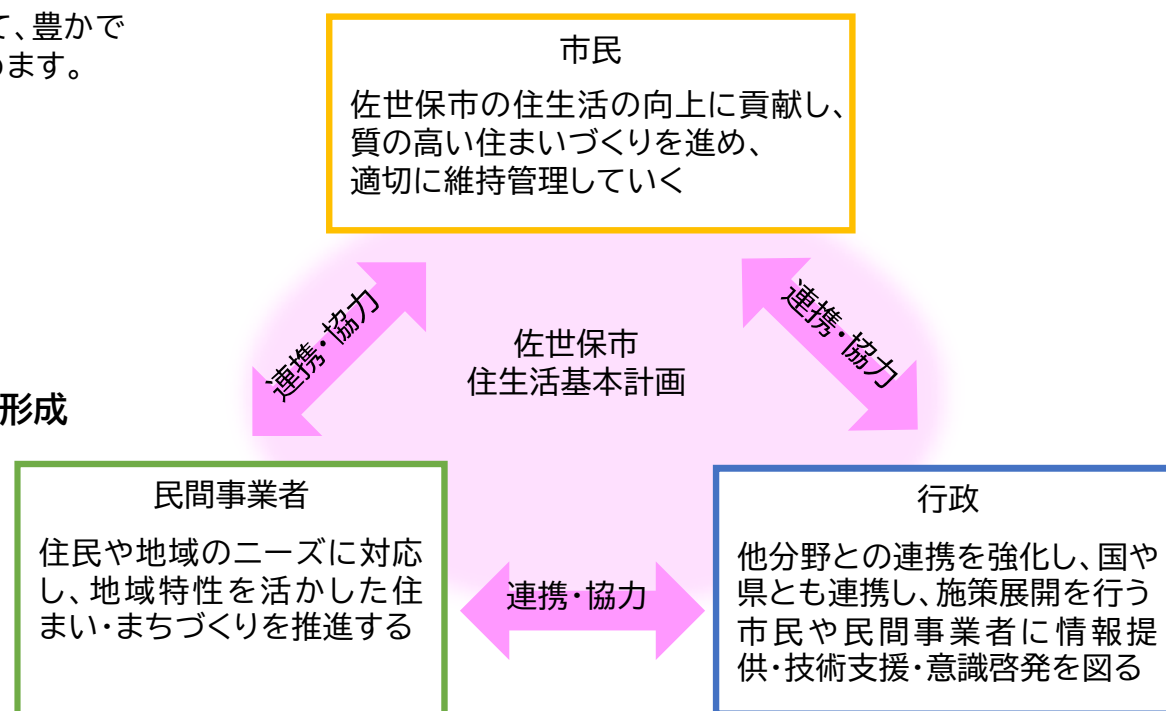 て、豊かで
ます。
市民
佐世保市の住生活の向上に貢献し、
質の高い住まいづくりを進め、
適切に維持管理していく
連携・協力
連携・協力
佐世保市
住生活基本計画
形成
民間事業者
住民や地域のニーズに対応
し、地域特性を活かした住
まい・まちづくりを推進する
連携・協力
行政
他分野との連携を強化し、国や
県とも連携し、施策展開を行う
市民や民間事業者に情報提
供・技術支援・意識啓発を図る